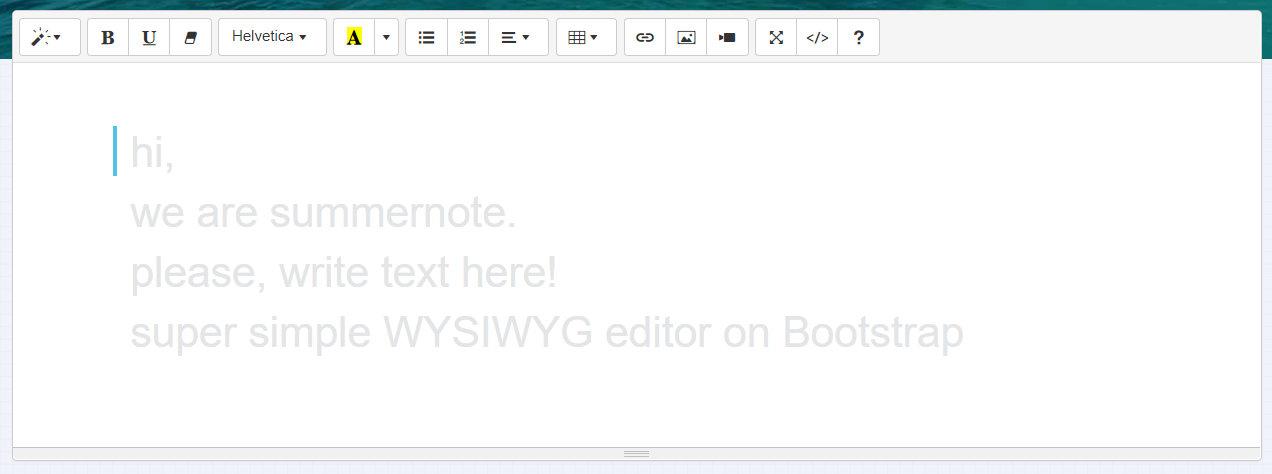 B U Helvetica A </> ?
hi,
we are summernote.
please, write text here!
super simple WYSIWYG editor on Bootstrap